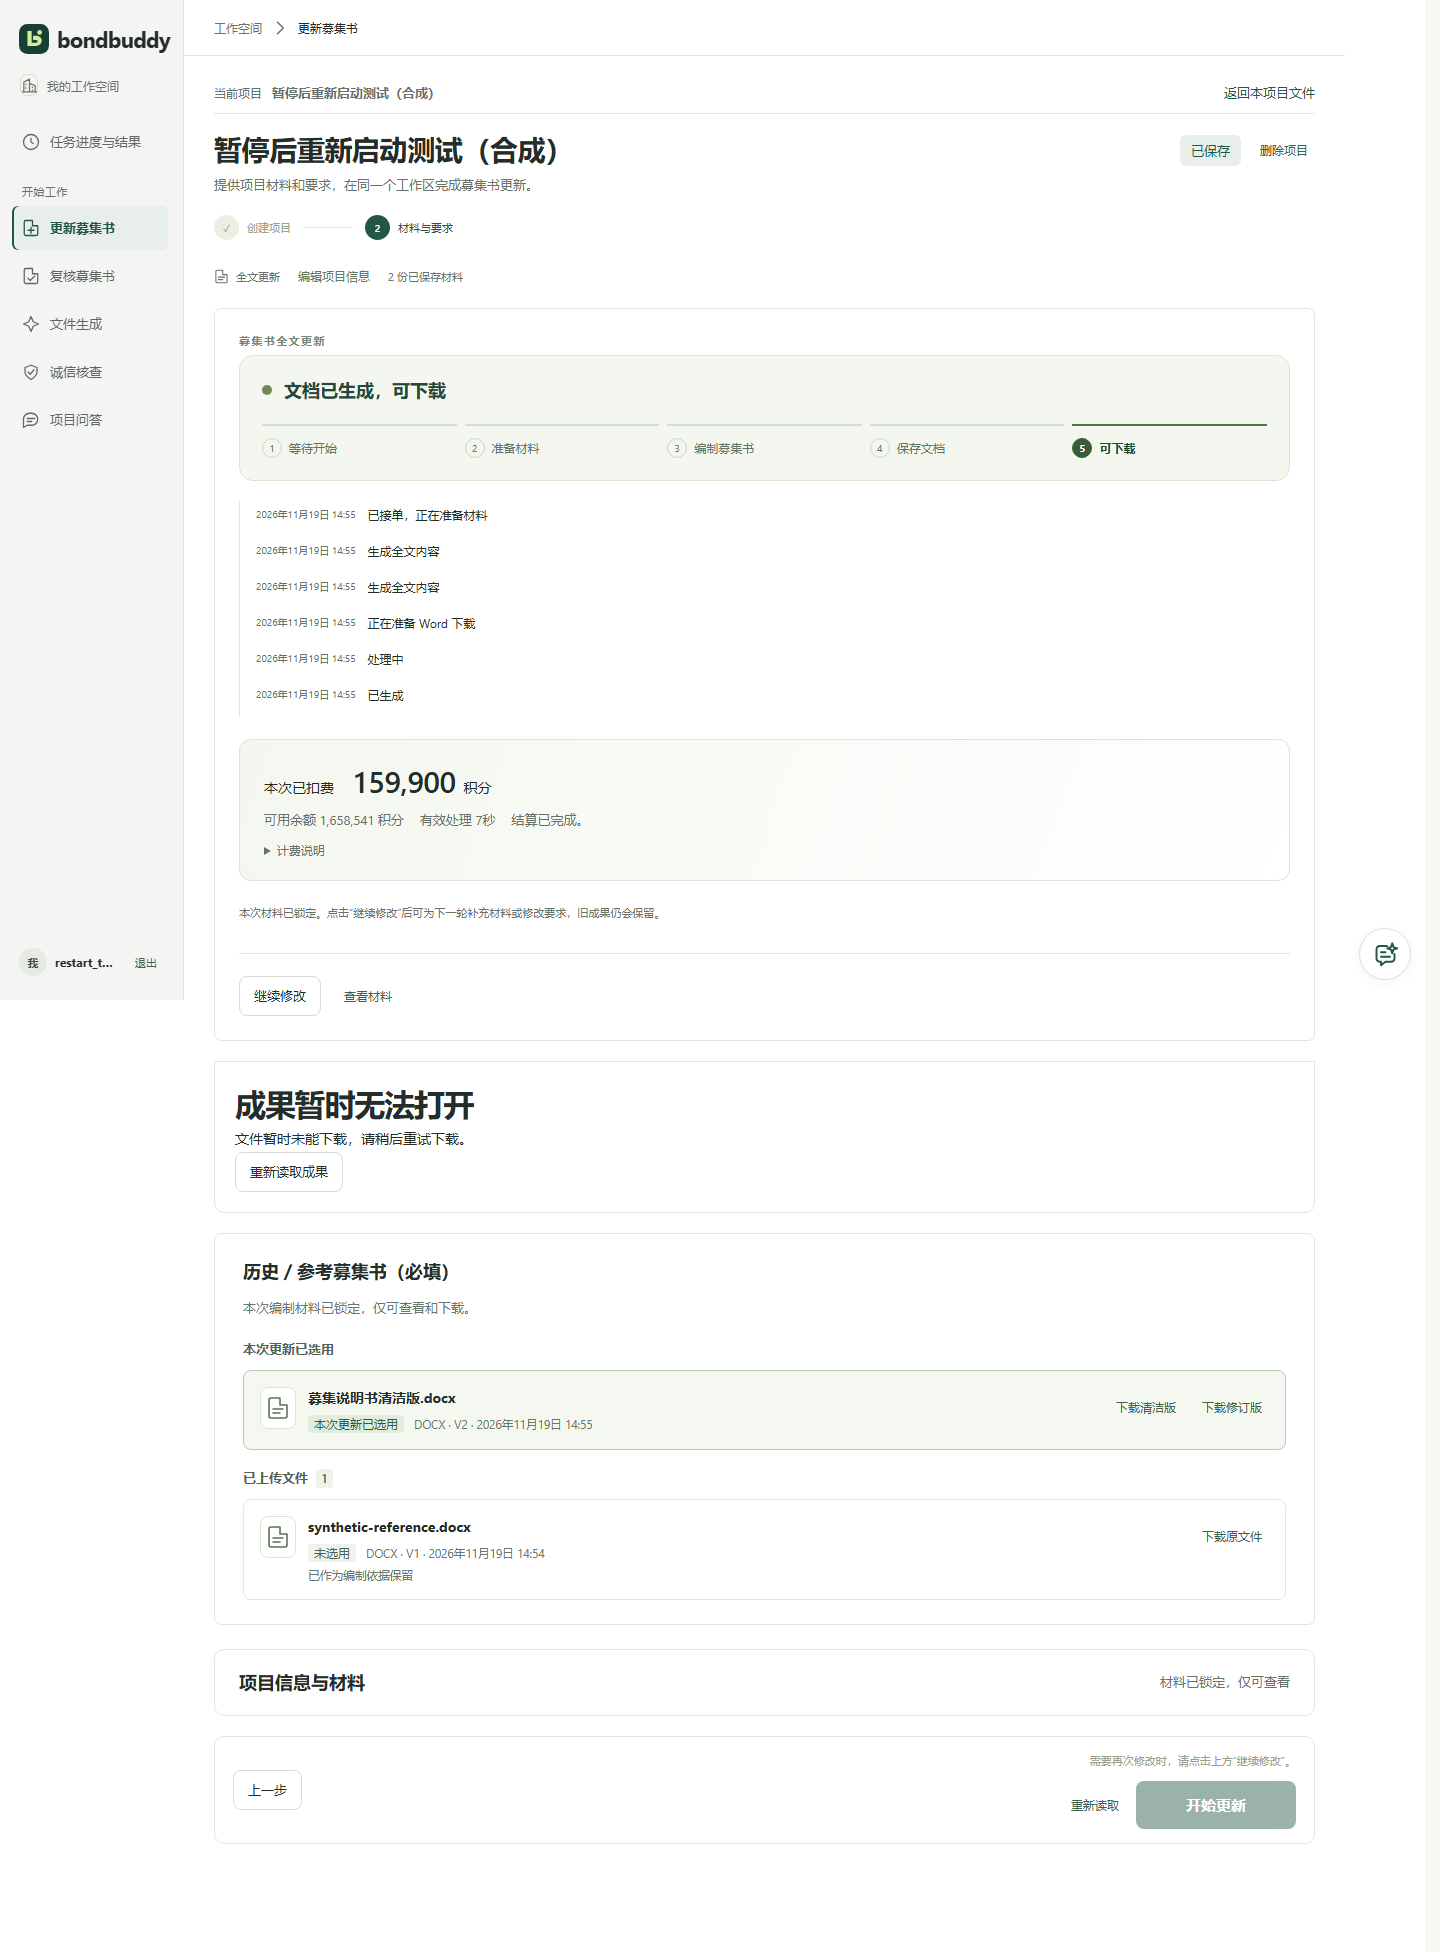 bondbuddy
我的工作空间
任务进度与结果
开始工作
更新募集书
复核募集书
文件生成
诚信核查
项目问答
我 restart_t... 退出
工作空间 > 更新募集书
当前项目 暂停后重新启动测试（合成） 返回本项目文件
暂停后重新启动测试（合成） 已保存 删除项目
提供项目材料和要求，在同一个工作区完成募集书更新。
✓ 创建项目 2 材料与要求
全文更新 编辑项目信息 2 份已保存材料
募集书全文更新
文档已生成，可下载
1 等待开始 2 准备材料 3 编制募集书 4 保存文档 5 可下载
2026年11月19日 14:55 已接单，正在准备材料
2026年11月19日 14:55 生成全文内容
2026年11月19日 14:55 生成全文内容
2026年11月19日 14:55 正在准备 Word 下载
2026年11月19日 14:55 处理中
2026年11月19日 14:55 已生成
本次已扣费 159,900 积分
可用余额 1,658,541 积分 有效处理 7秒 结算已完成。
▶ 计费说明
本次材料已锁定。点击“继续修改”后可为下一轮补充材料或修改要求，旧成果仍会保留。
继续修改 查看材料
成果暂时无法打开
文件暂时未能下载，请稍后重试下载。
重新读取成果
历史 / 参考募集书（必填）
本次编制材料已锁定，仅可查看和下载。
本次更新已选用
募集说明书清洁版.docx
本次更新已选用 DOCX · V2 · 2026年11月19日 14:55
下载清洁版 下载修订版
已上传文件 1
synthetic-reference.docx
未选用 DOCX · V1 · 2026年11月19日 14:54
已作为编制依据保留
下载原文件
项目信息与材料 材料已锁定，仅可查看
需要再次修改时，请点击上方“继续修改”。
上一步 重新读取 开始更新